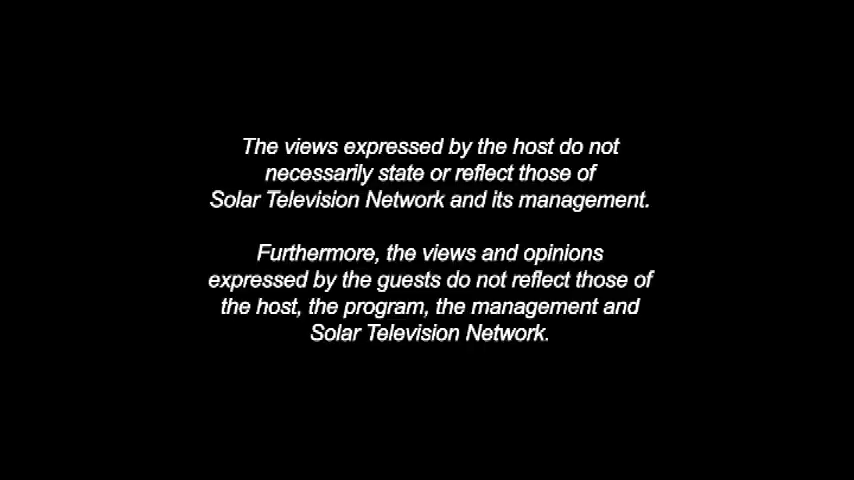 The views expressed by the host do not
necessarily state or reflect those of
Solar Television Network and its management.
Furthermore, the views and opinions
expressed by the guests do not reflect those of
the host, the program, the management and
Solar Television Network.